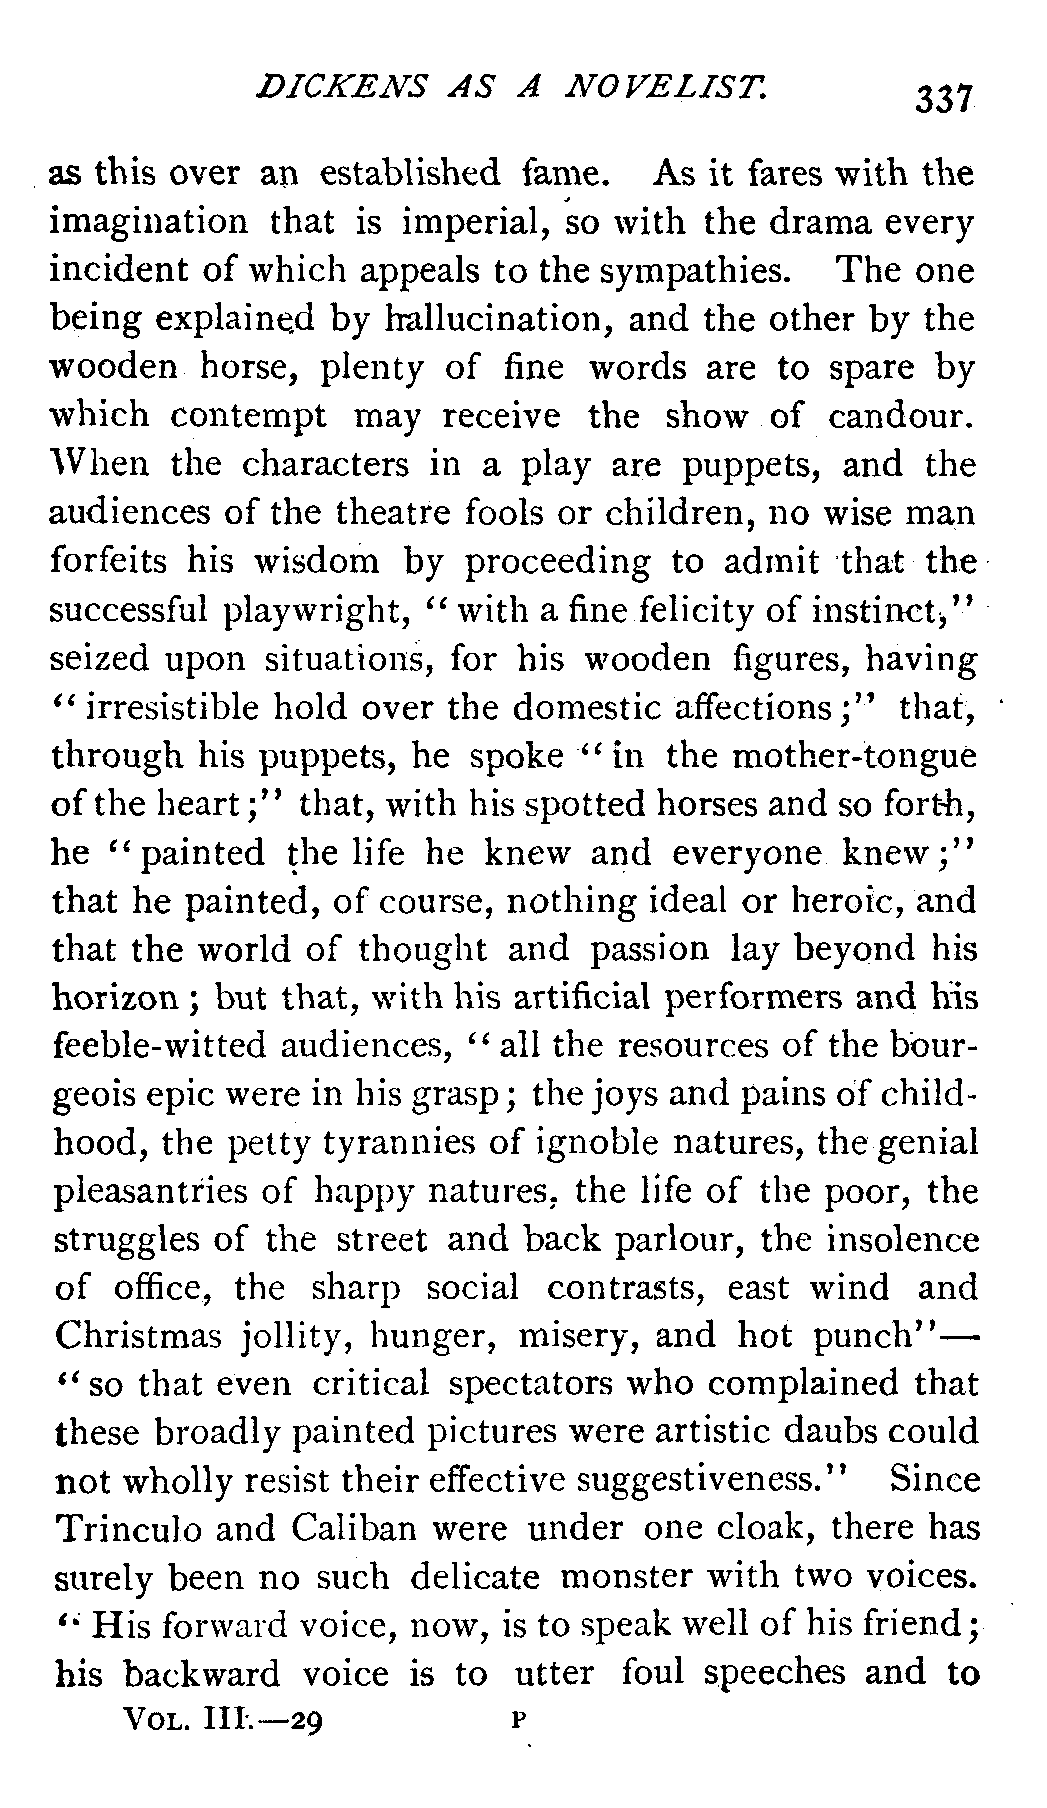 DICKENS AS A NOVELIST. 337
as this over an established fame. As it fares with the
imagination that is imperial, so with the drama every
incident of which appeals to the sympathies. The one
being explained by hallucination, and the other by the
wooden horse, plenty of fine words are to spare by
which contempt may receive the show of candour.
When the characters in a play are puppets, and the
audiences of the theatre fools or children, no wise man
forfeits his wisdom by proceeding to admit that the
successful playwright, “with a fine felicity of instinct,”
seized upon situations, for his wooden figures, having
“irresistible hold over the domestic affections;” that,
through his puppets, he spoke “in the mother-tongue
of the heart;” that, with his spotted horses and so forth,
he “painted the life he knew and everyone knew;”
that he painted, of course, nothing ideal or heroic, and
that the world of thought and passion lay beyond his
horizon; but that, with his artificial performers and his
feeble-witted audiences, “all the resources of the bour-
geois epic were in his grasp; the joys and pains of child-
hood, the petty tyrannies of ignoble natures, the genial
pleasantries of happy natures, the life of the poor, the
struggles of the street and back parlour, the insolence
of office, the sharp social contrasts, east wind and
Christmas jollity, hunger, misery, and hot punch”—
“so that even critical spectators who complained that
these broadly painted pictures were artistic daubs could
not wholly resist their effective suggestiveness.” Since
Trinculo and Caliban were under one cloak, there has
surely been no such delicate monster with two voices.
“His forward voice, now, is to speak well of his friend;
his backward voice is to utter foul speeches and to
VOL. III.—29 P